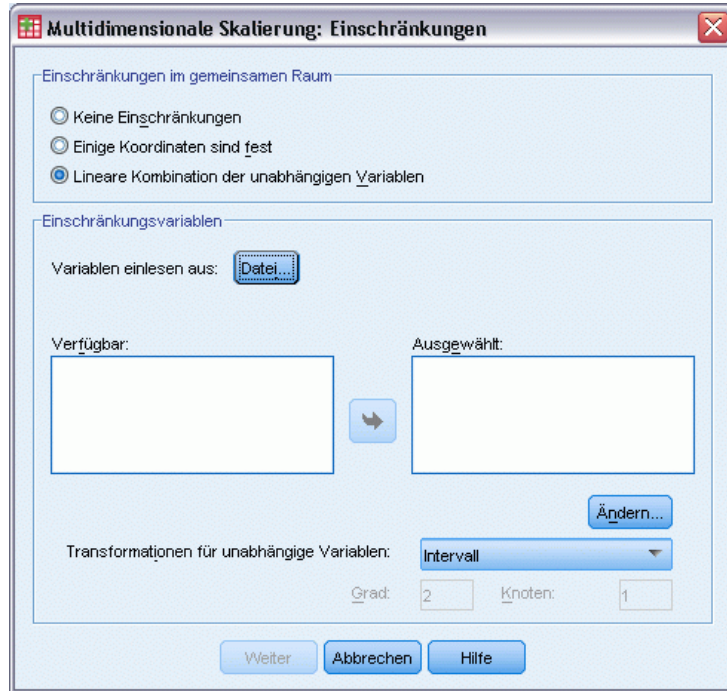 Multidimensionale Skalierung: Einschränkungen
Einschränkungen im gemeinsamen Raum
Keine Einschränkungen
Einige Koordinaten sind fest
Lineare Kombination der unabhängigen Variablen
Einschränkungsvariablen
Variablen einlesen aus: Datei...
Verfügbar: Ausgewählt:
Ändern...
Transformationen für unabhängige Variablen: Intervall
Grad: 2 Knoten: 1
Weiter Abbrechen Hilfe